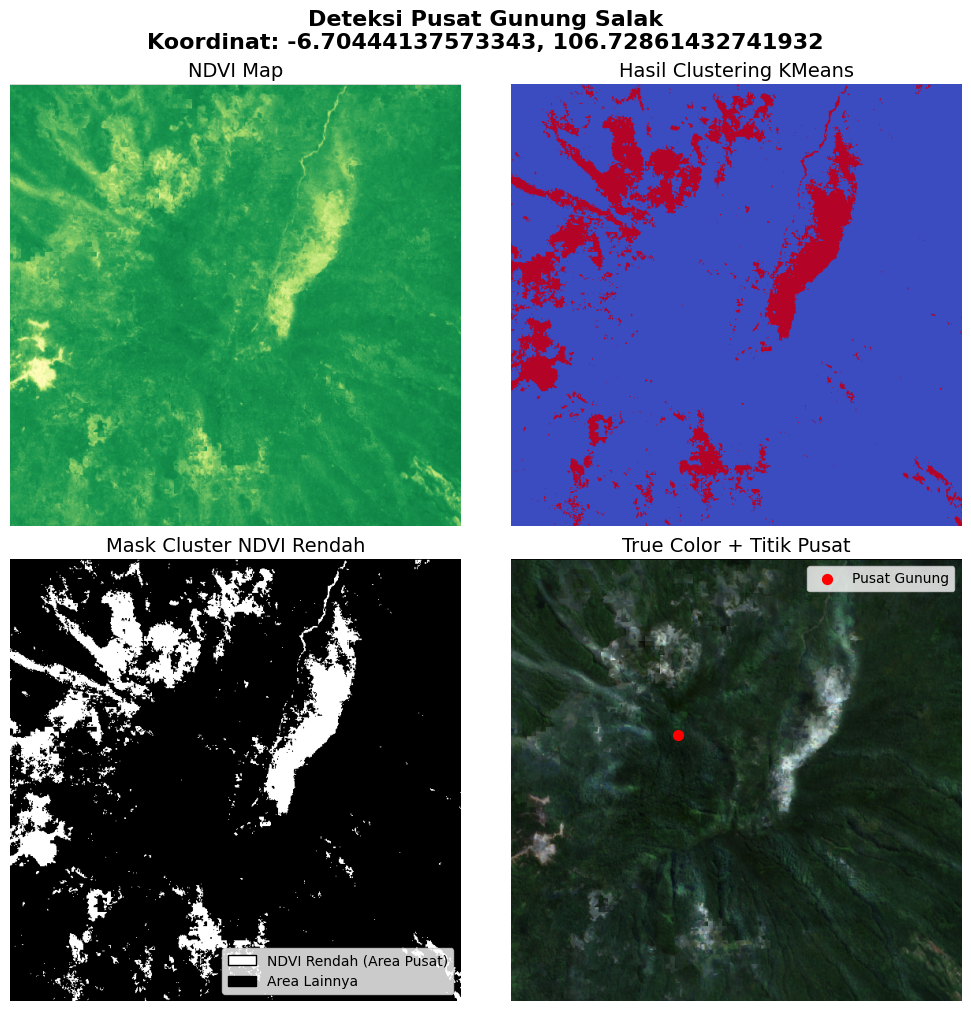 Deteksi Pusat Gunung Salak
Koordinat: -6.70444137573343, 106.72861432741932
NDVI Map
Hasil Clustering KMeans
Mask Cluster NDVI Rendah
NDVI Rendah (Area Pusat)
Area Lainnya
True Color + Titik Pusat
Pusat Gunung